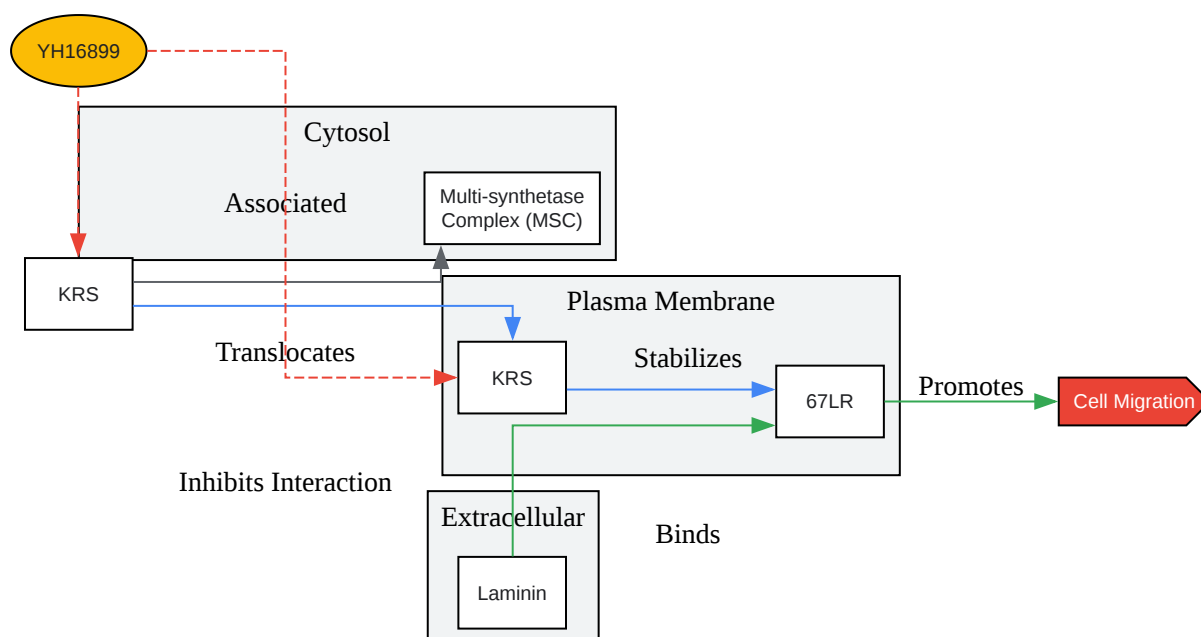 YH16899
Cytosol
Associated
Multi-synthetase
Complex (MSC)
KRS
Plasma Membrane
Translocates
KRS
Stabilizes
67LR
Promotes
Cell Migration
Inhibits Interaction
Extracellular
Binds
Laminin